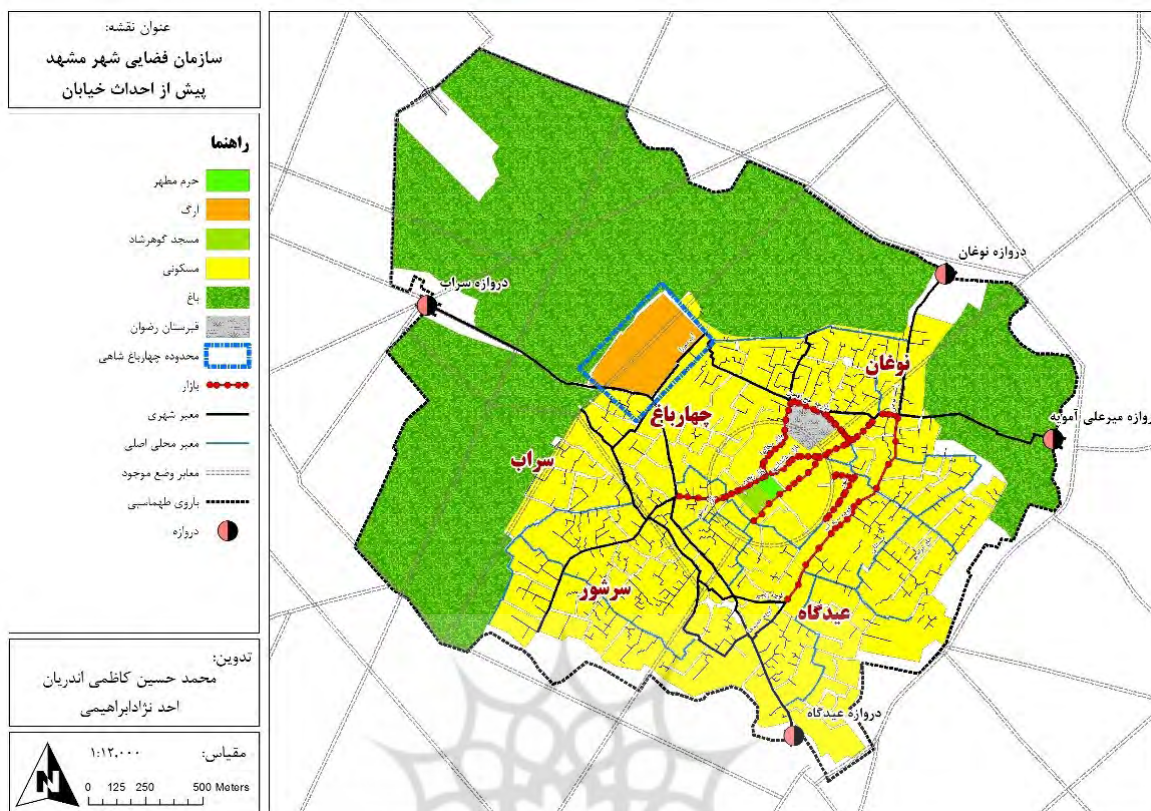 عنوان نقشه:
سازمان فضایی شهر مشهد
پیش از احداث خیابان
راهنما
حرم مطهر
ارگ
مسجد گوهرشاد
مسکونی
باغ
قبرستان رضوان
محدوده چهارباغ شاهی
بازار
معبر شهری
معبر محلی اصلی
معابر وضع موجود
باروی طهماسبی
دروازه
تدوین:
محمد حسین کاظمی اندریان
احد نژادابراهیمی
مقیاس:
۱:۱۲.۰۰۰
N
0 125 250 500 Meters
دروازه نوغان
دروازه سراب
نوغان
دروازه میرعلی آمویه
چهارباغ
سراب
سرشور
عیدگاه
دروازه عیدگاه